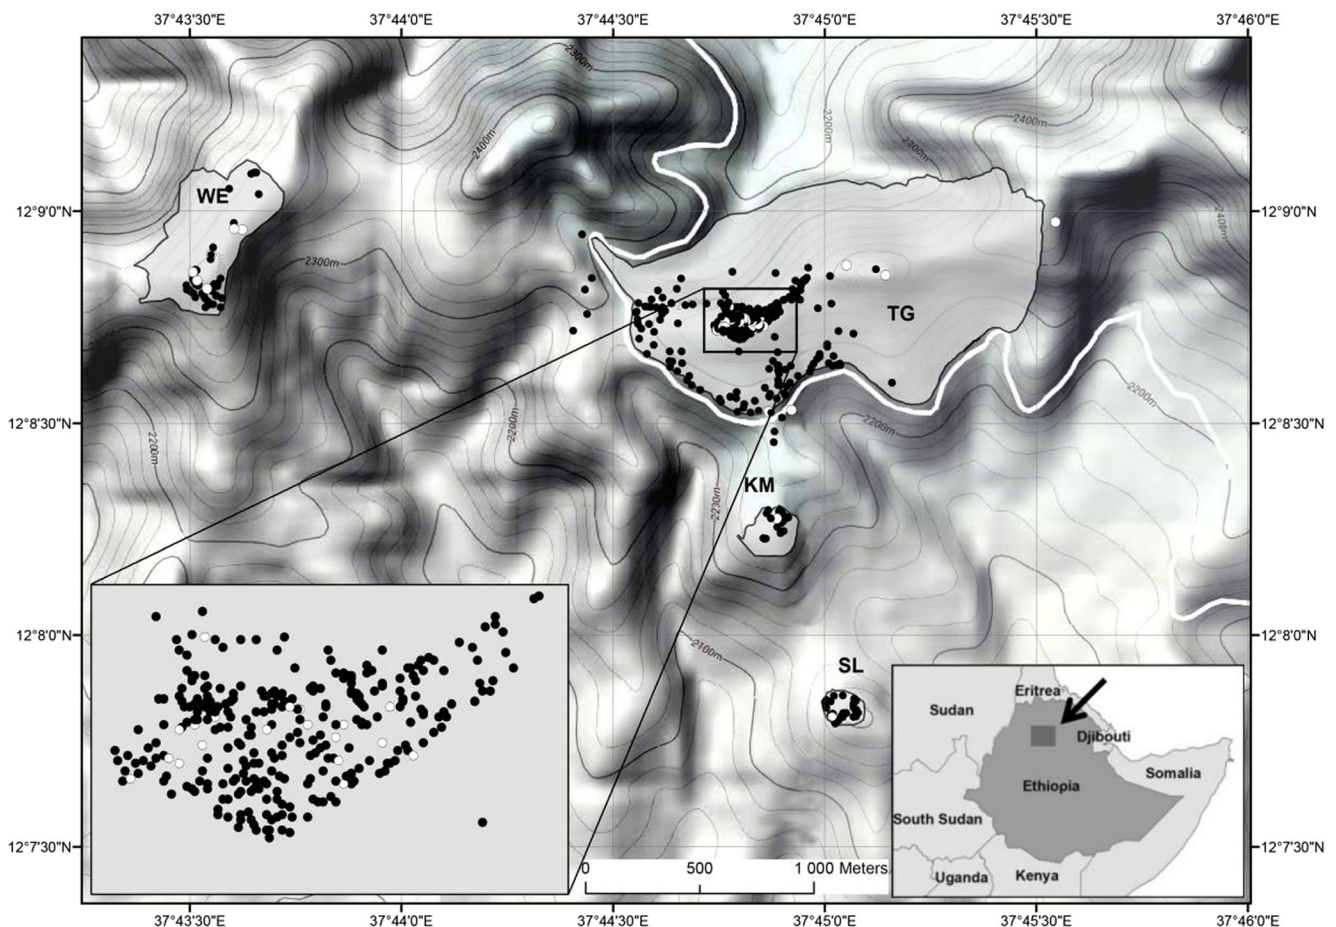 37°43'30"E 37°44'0"E 37°44'30"E 37°45'0"E 37°45'30"E 37°46'0"E
2300m
2200m
2400m
2400m
2300m
WE
12°9'0"N
12°9'0"N
2400m
2300m
TG
2200m
2200m
12°8'30"N
12°8'30"N
2200m
2200m
KM
2200m
12°8'0"N
12°8'0"N
2100m
SL
Eritrea
Sudan
Djibouti
Somalia
Ethiopia
South Sudan
12°7'30"N
12°7'30"N
0 500 1 000 Meters
Uganda
Kenya
37°43'30"E 37°44'0"E 37°44'30"E 37°45'0"E 37°45'30"E 37°46'0"E